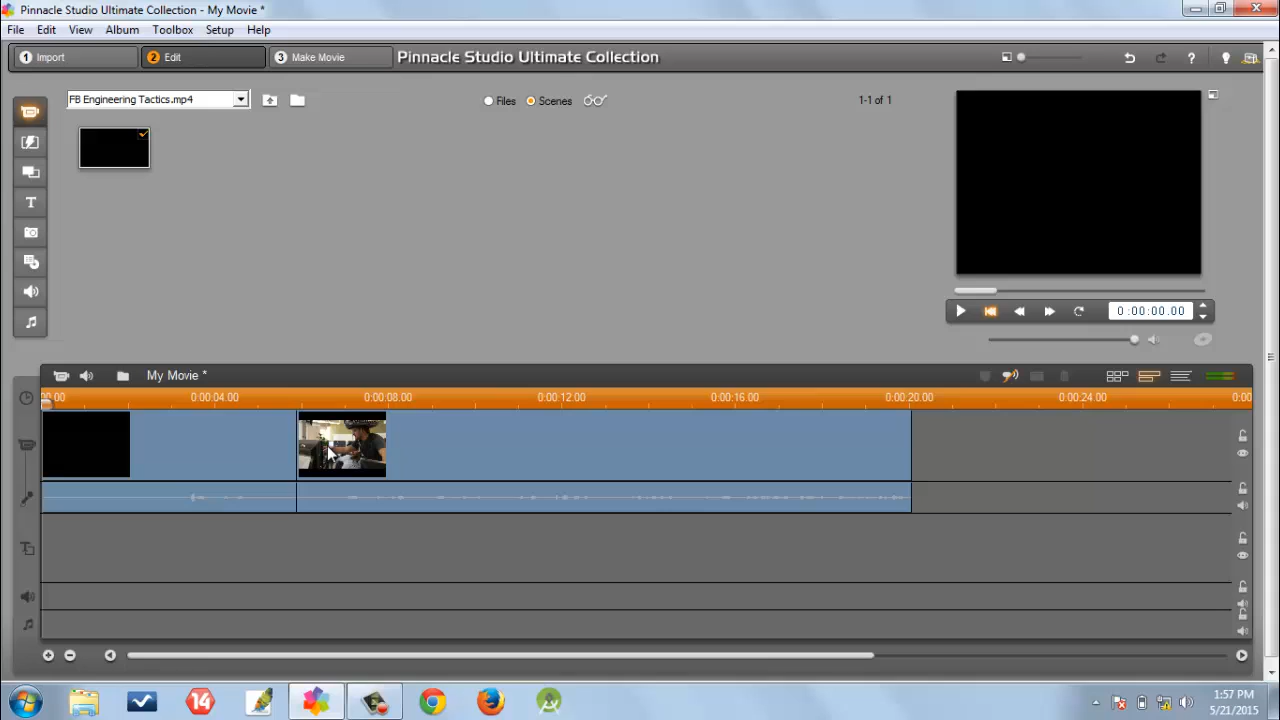 Pinnacle Studio Ultimate Collection - My Movie *
File Edit View Album Toolbox Setup Help
1 Import 2 Edit 3 Make Movie Pinnacle Studio Ultimate Collection
FB Engineering Tactics.mp4 Files Scenes 1-1 of 1
0:00:00.00
My Movie *
00.00 0:00:04.00 0:00:08.00 0:00:12.00 0:00:16.00 0:00:20.00 0:00:24.00 0:00
14
1:57 PM
5/21/2015